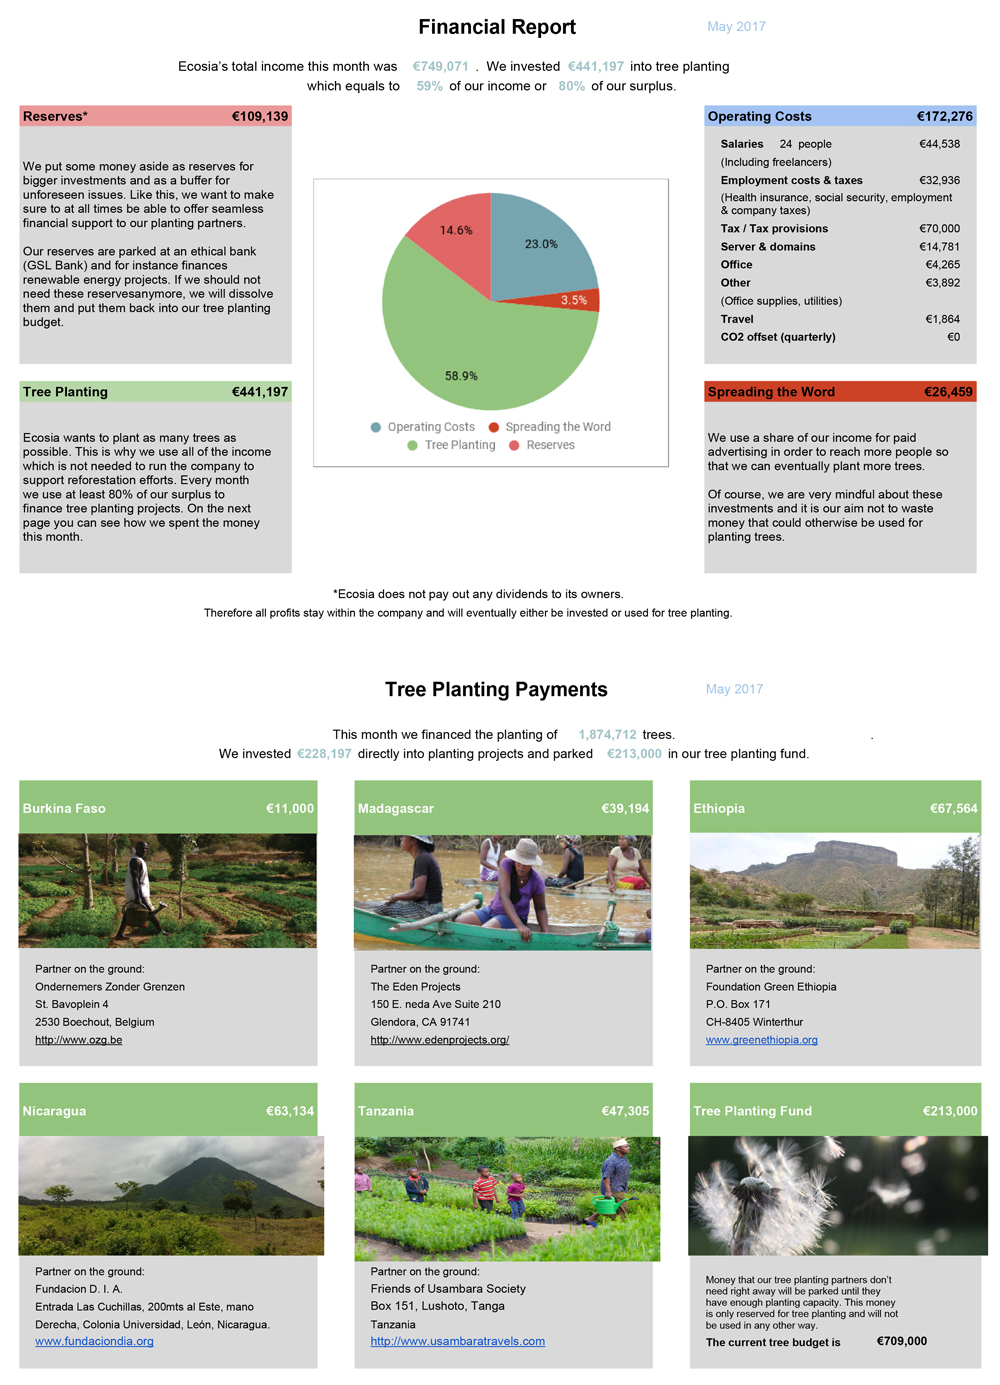 Financial Report
May 2017
Ecosia's total income this month was €749,071 . We invested €441,197 into tree planting
which equals to 59% of our income or 80% of our surplus.
Reserves* €109,139
We put some money aside as reserves for
bigger investments and as a buffer for
unforeseen issues. Like this, we want to make
sure to at all times be able to offer seamless
financial support to our planting partners.
Our reserves are parked at an ethical bank
(GSL Bank) and for instance finances
renewable energy projects. If we should not
need these reservesanymore, we will dissolve
them and put them back into our tree planting
budget.
Tree Planting €441,197
Ecosia wants to plant as many trees as
possible. This is why we use all of the income
which is not needed to run the company to
support reforestation efforts. Every month
we use at least 80% of our surplus to
finance tree planting projects. On the next
page you can see how we spent the money
this month.
14.6%
23.0%
3.5%
58.9%
Operating Costs Spreading the Word
Tree Planting Reserves
Operating Costs €172,276
Salaries 24 people €44,538
(Including freelancers)
Employment costs & taxes €32,936
(Health insurance, social security, employment
& company taxes)
Tax / Tax provisions €70,000
Server & domains €14,781
Office €4,265
Other €3,892
(Office supplies, utilities)
Travel €1,864
CO2 offset (quarterly) €0
Spreading the Word €26,459
We use a share of our income for paid
advertising in order to reach more people so
that we can eventually plant more trees.
Of course, we are very mindful about these
investments and it is our aim not to waste
money that could otherwise be used for
planting trees.
*Ecosia does not pay out any dividends to its owners.
Therefore all profits stay within the company and will eventually either be invested or used for tree planting.
Tree Planting Payments
May 2017
This month we financed the planting of 1,874,712 trees. .
We invested €228,197 directly into planting projects and parked €213,000 in our tree planting fund.
Burkina Faso €11,000
Partner on the ground:
Ondernemers Zonder Grenzen
St. Bavoplein 4
2530 Boechout, Belgium
http://www.ozg.be
Madagascar €39,194
Partner on the ground:
The Eden Projects
150 E. neda Ave Suite 210
Glendora, CA 91741
http://www.edenprojects.org/
Ethiopia €67,564
Partner on the ground:
Foundation Green Ethiopia
P.O. Box 171
CH-8405 Winterthur
www.greenethiopia.org
Nicaragua €63,134
Partner on the ground:
Fundacion D. I. A.
Entrada Las Cuchillas, 200mts al Este, mano
Derecha, Colonia Universidad, León, Nicaragua.
www.fundaciondia.org
Tanzania €47,305
Partner on the ground:
Friends of Usambara Society
Box 151, Lushoto, Tanga
Tanzania
http://www.usambaratravels.com
Tree Planting Fund €213,000
Money that our tree planting partners don't
need right away will be parked until they
have enough planting capacity. This money
is only reserved for tree planting and will not
be used in any other way.
The current tree budget is €709,000